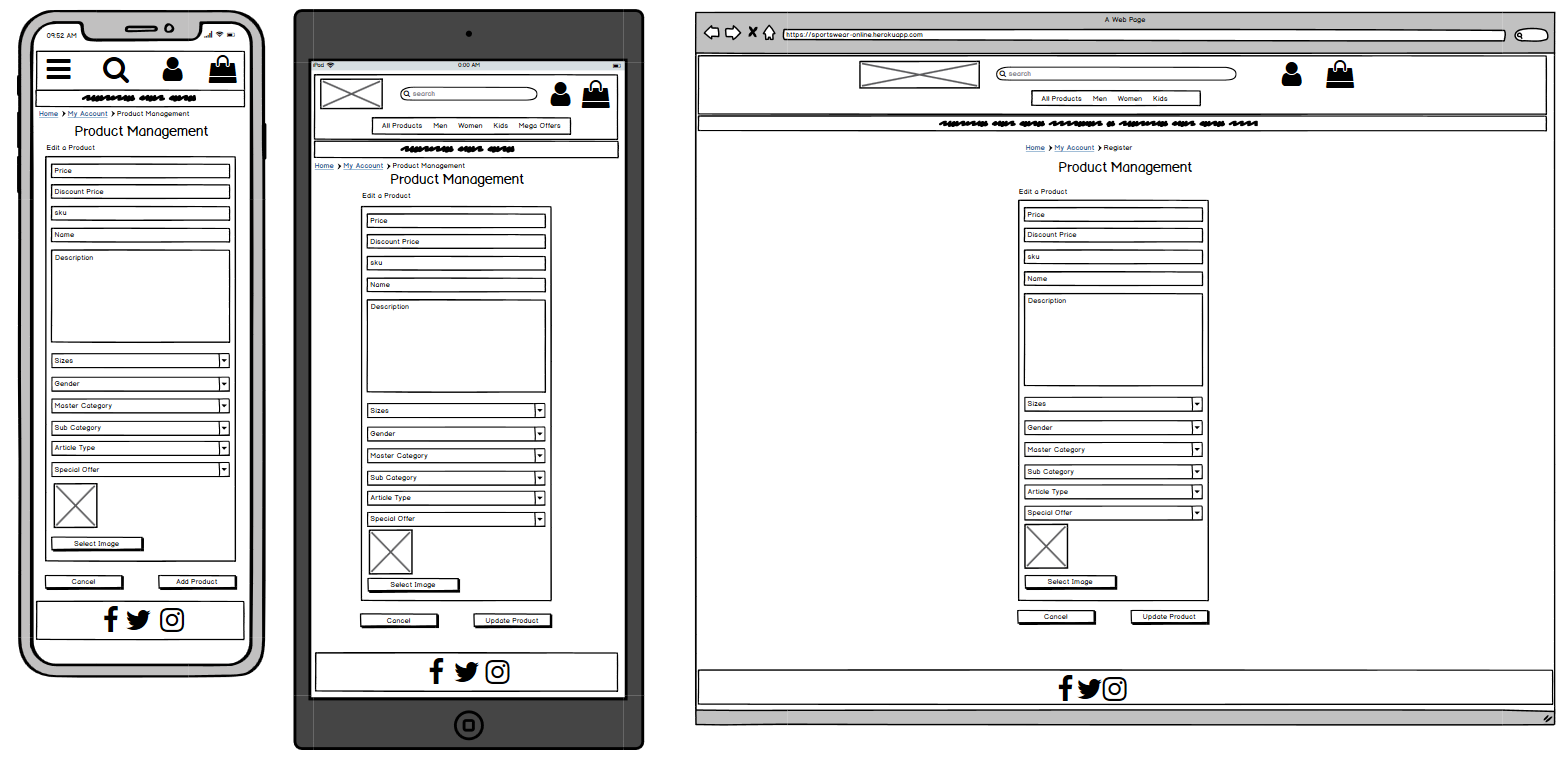 09:52 AM
Home > My Account > Product Management
Product Management
Edit a Product
Price
Discount Price
sku
Name
Description
Sizes
Gender
Master Category
Sub Category
Article Type
Special Offer
Select Image
Cancel Add Product
iPad 0:00 AM
search
All Products Men Women Kids Mega Offers
Home > My Account > Product Management
Product Management
Edit a Product
Price
Discount Price
sku
Name
Description
Sizes
Gender
Master Category
Sub Category
Article Type
Special Offer
Select Image
Cancel Update Product
A Web Page
https://sportswear-online.herokuapp.com
search
All Products Men Women Kids
Home > My Account > Register
Product Management
Edit a Product
Price
Discount Price
sku
Name
Description
Sizes
Gender
Master Category
Sub Category
Article Type
Special Offer
Select Image
Cancel Update Product